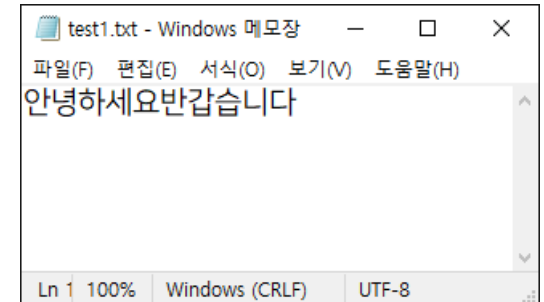 test1.txt - Windows 메모장
파일(F) 편집(E) 서식(O) 보기(V) 도움말(H)
안녕하세요반갑습니다
Ln 1 100% Windows (CRLF) UTF-8